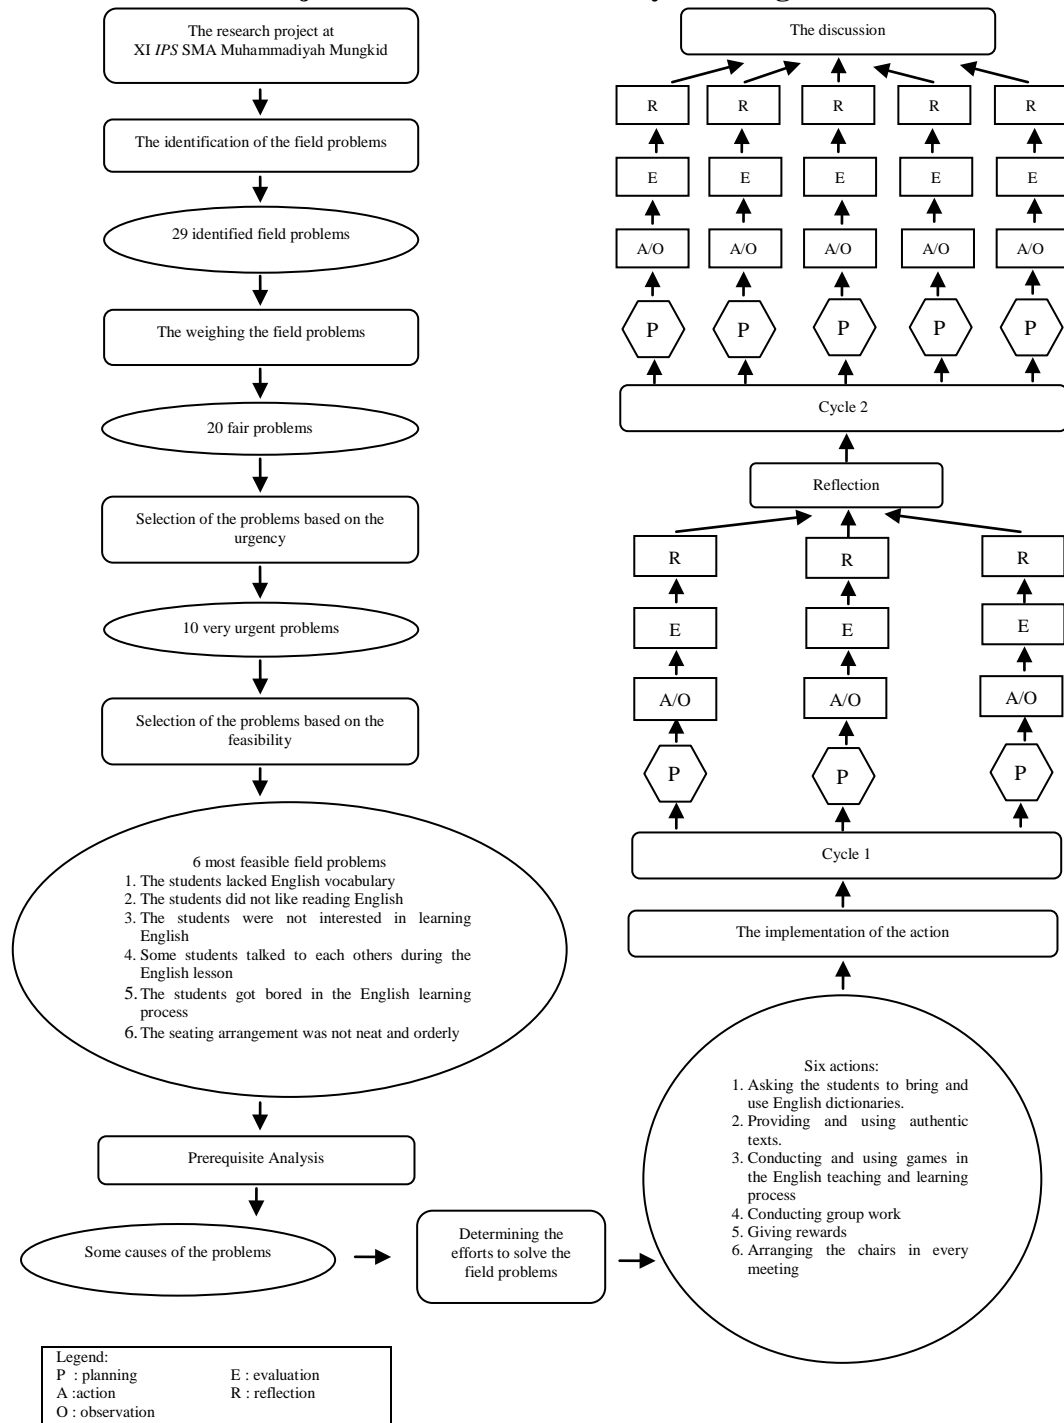 The research project at
XI IPS SMA Muhammadiyah Mungkid
The identification of the field problems
29 identified field problems
The weighing the field problems
20 fair problems
Selection of the problems based on the
urgency
10 very urgent problems
Selection of the problems based on the
feasibility
6 most feasible field problems
1. The students lacked English vocabulary
2. The students did not like reading English
3. The students were not interested in learning
English
4. Some students talked to each others during the
English lesson
5. The students got bored in the English learning
process
6. The seating arrangement was not neat and orderly
Prerequisite Analysis
Some causes of the problems
Determining the
efforts to solve the
field problems
Six actions:
1. Asking the students to bring and
use English dictionaries.
2. Providing and using authentic
texts.
3. Conducting and using games in
the English teaching and learning
process
4. Conducting group work
5. Giving rewards
6. Arranging the chairs in every
meeting
The implementation of the action
Cycle 1
P P P
A/O A/O A/O
E E E
R R R
Reflection
Cycle 2
P P P P P
A/O A/O A/O A/O A/O
E E E E E
R R R R R
The discussion
Legend:
P : planning E : evaluation
A :action R : reflection
O : observation